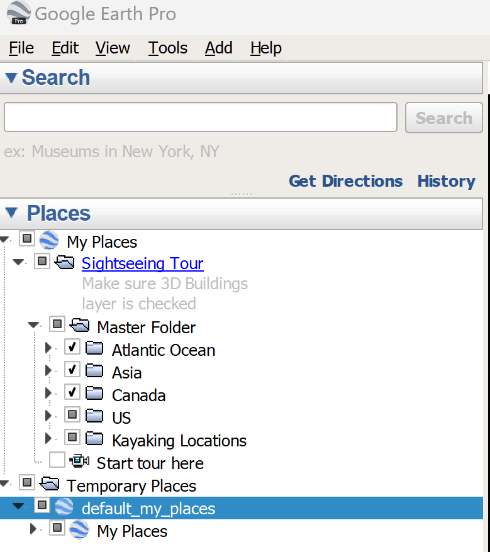 Google Earth Pro
File Edit View Tools Add Help
Search
Search
ex: Museums in New York, NY
Get Directions History
Places
My Places
Sightseeing Tour
Make sure 3D Buildings
layer is checked
Master Folder
Atlantic Ocean
Asia
Canada
US
Kayaking Locations
Start tour here
Temporary Places
default_my_places
My Places